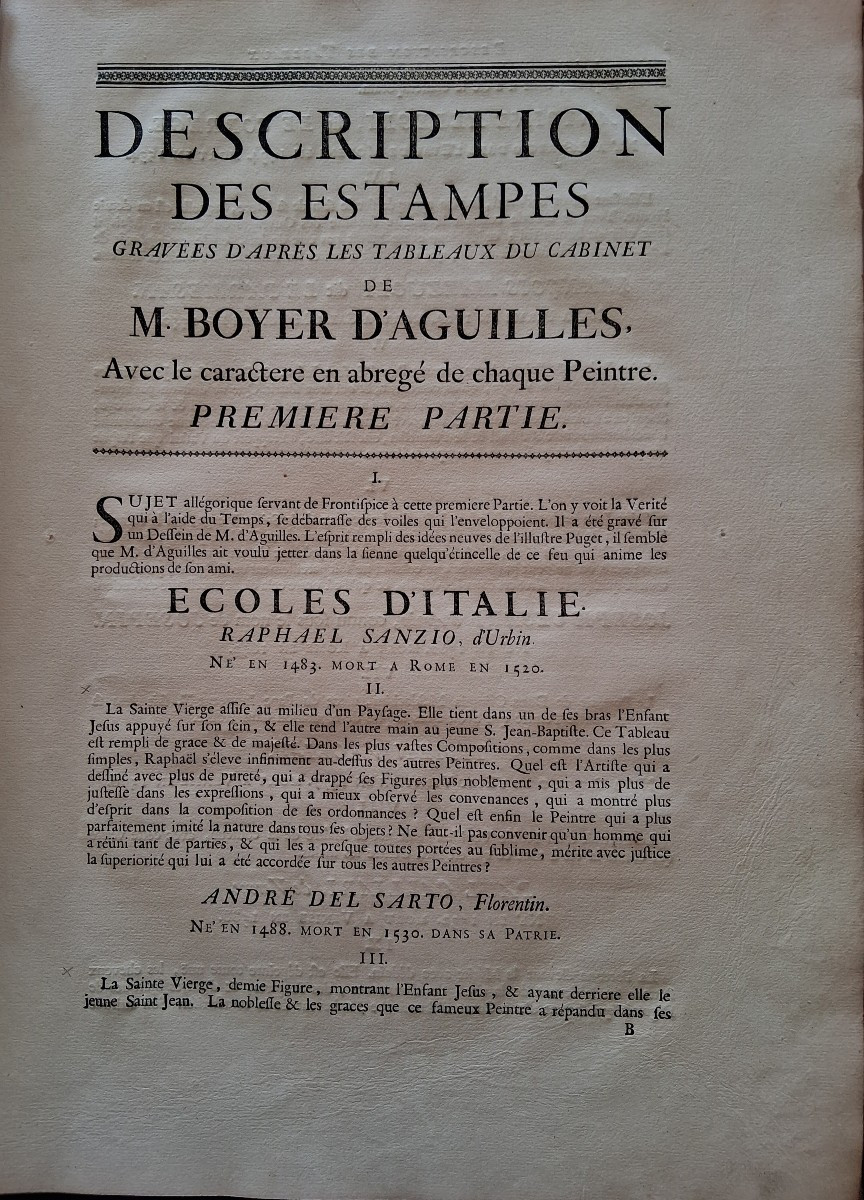 DESCRIPTION
DES ESTAMPES
GRAVÉES D'APRÈS LES TABLEAUX DU CABINET
DE
M. BOYER D'AGUILLES,
Avec le caractere en abregé de chaque Peintre.
PREMIERE PARTIE.
I.
SUJET allégorique ſervant de Frontiſpice à cette premiere Partie. L'on y voit la Verité
qui à l'aide du Temps, ſe débarraſſe des voiles qui l'enveloppoient. Il a été gravé ſur
un Deſſein de M. d'Aguilles. L'eſprit rempli des idées neuves de l'illuſtre Puget, il ſemble
que M. d'Aguilles ait voulu jetter dans la ſienne quelqu'étincelle de ce feu qui anime les
productions de ſon ami.
ECOLES D'ITALIE.
RAPHAEL SANZIO, d'Urbin.
NE' EN 1483. MORT A ROME EN 1520.
II.
La Sainte Vierge aſſiſe au milieu d'un Payſage. Elle tient dans un de ſes bras l'Enfant
Jeſus appuyé ſur ſon ſein, & elle tend l'autre main au jeune S. Jean-Baptiſte. Ce Tableau
eſt rempli de grace & de majeſté. Dans les plus vaſtes Compoſitions, comme dans les plus
ſimples, Raphaël s'éleve infiniment au-deſſus des autres Peintres. Quel eſt l'Artiſte qui a
deſſiné avec plus de pureté, qui a drappé ſes Figures plus noblement, qui a mis plus de
juſteſſe dans les expreſſions, qui a mieux obſervé les convenances, qui a montré plus
d'eſprit dans la compoſition de ſes ordonnances ? Quel eſt enfin le Peintre qui a plus
parfaitement imité la nature dans tous ſes objets ? Ne faut-il pas convenir qu'un homme qui
a réüni tant de parties, & qui les a preſque toutes portées au ſublime, mérite avec juſtice
la ſuperiorité qui lui a été accordée ſur tous les autres Peintres ?
ANDRÉ DEL SARTO, Florentin.
NE' EN 1488. MORT EN 1530. DANS SA PATRIE.
III.
La Sainte Vierge, demie Figure, montrant l'Enfant Jeſus, & ayant derriere elle le
jeune Saint Jean. La nobleſſe & les graces que ce fameux Peintre a répandu dans ſes
B